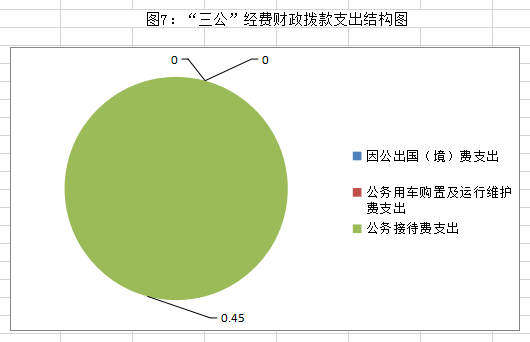 图7：“三公”经费财政拨款支出结构图
0
0
因公出国（境）费支出
公务用车购置及运行维护
费支出
公务接待费支出
0.45